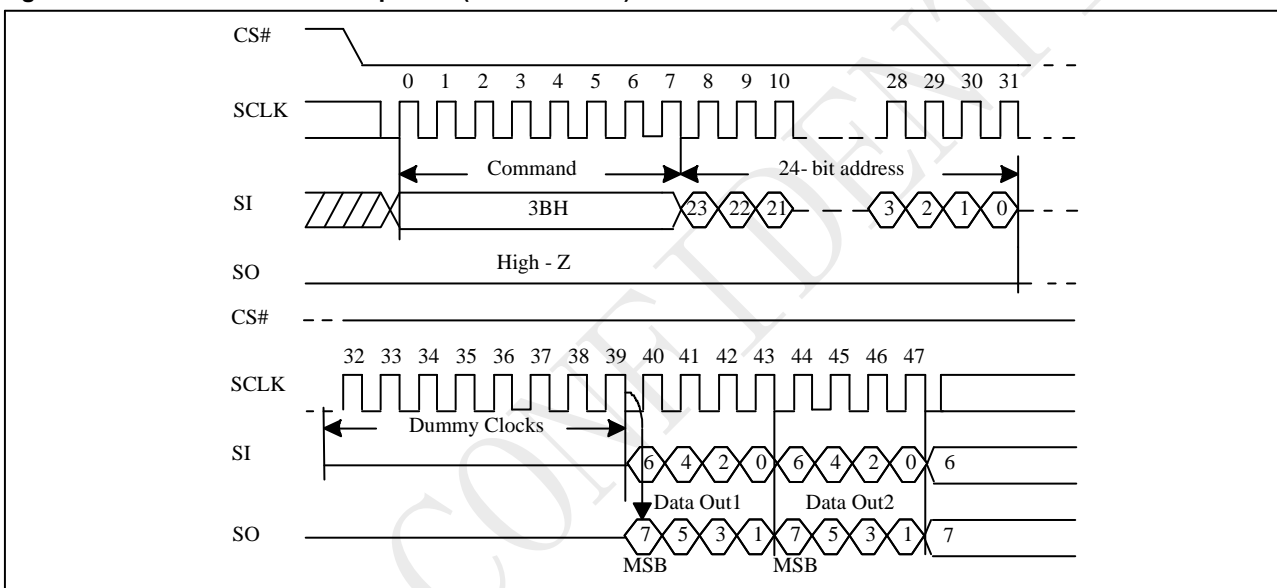 CS#
0 1 2 3 4 5 6 7 8 9 10 28 29 30 31
SCLK
Command 24- bit address
SI 3BH 23 22 21 3 2 1 0
High - Z
SO
CS#
32 33 34 35 36 37 38 39 40 41 42 43 44 45 46 47
SCLK
Dummy Clocks
SI 6 4 2 0 6 4 2 0 6
Data Out1 Data Out2
SO 7 5 3 1 7 5 3 1 7
MSB MSB